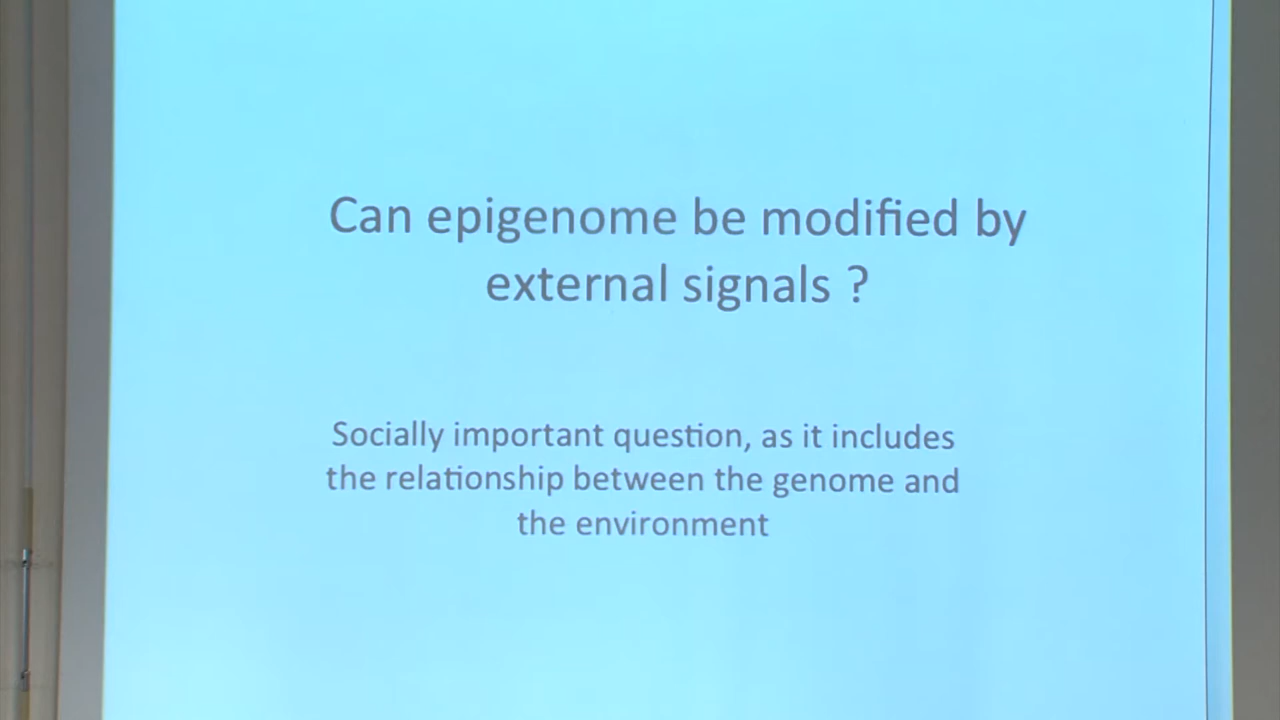 Can epigenome be modified by
external signals ?
Socially important question, as it includes
the relationship between the genome and
the environment